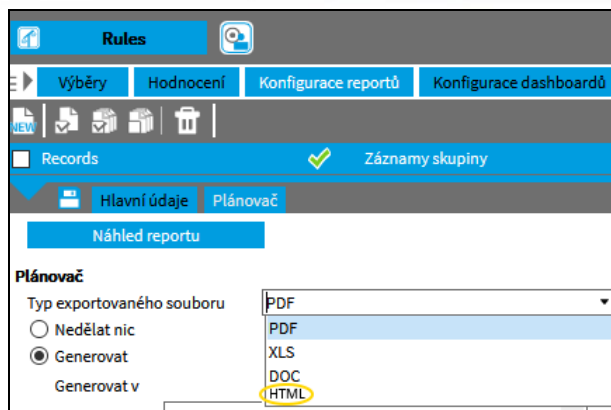 Rules
Výběry Hodnocení Konfigurace reportů Konfigurace dashboardů
NEW
Records Záznamy skupiny
Hlavní údaje Plánovač
Náhled reportu
Plánovač
Typ exportovaného souboru PDF
Nedělat nic PDF
Generovat XLS
Generovat v DOC
HTML